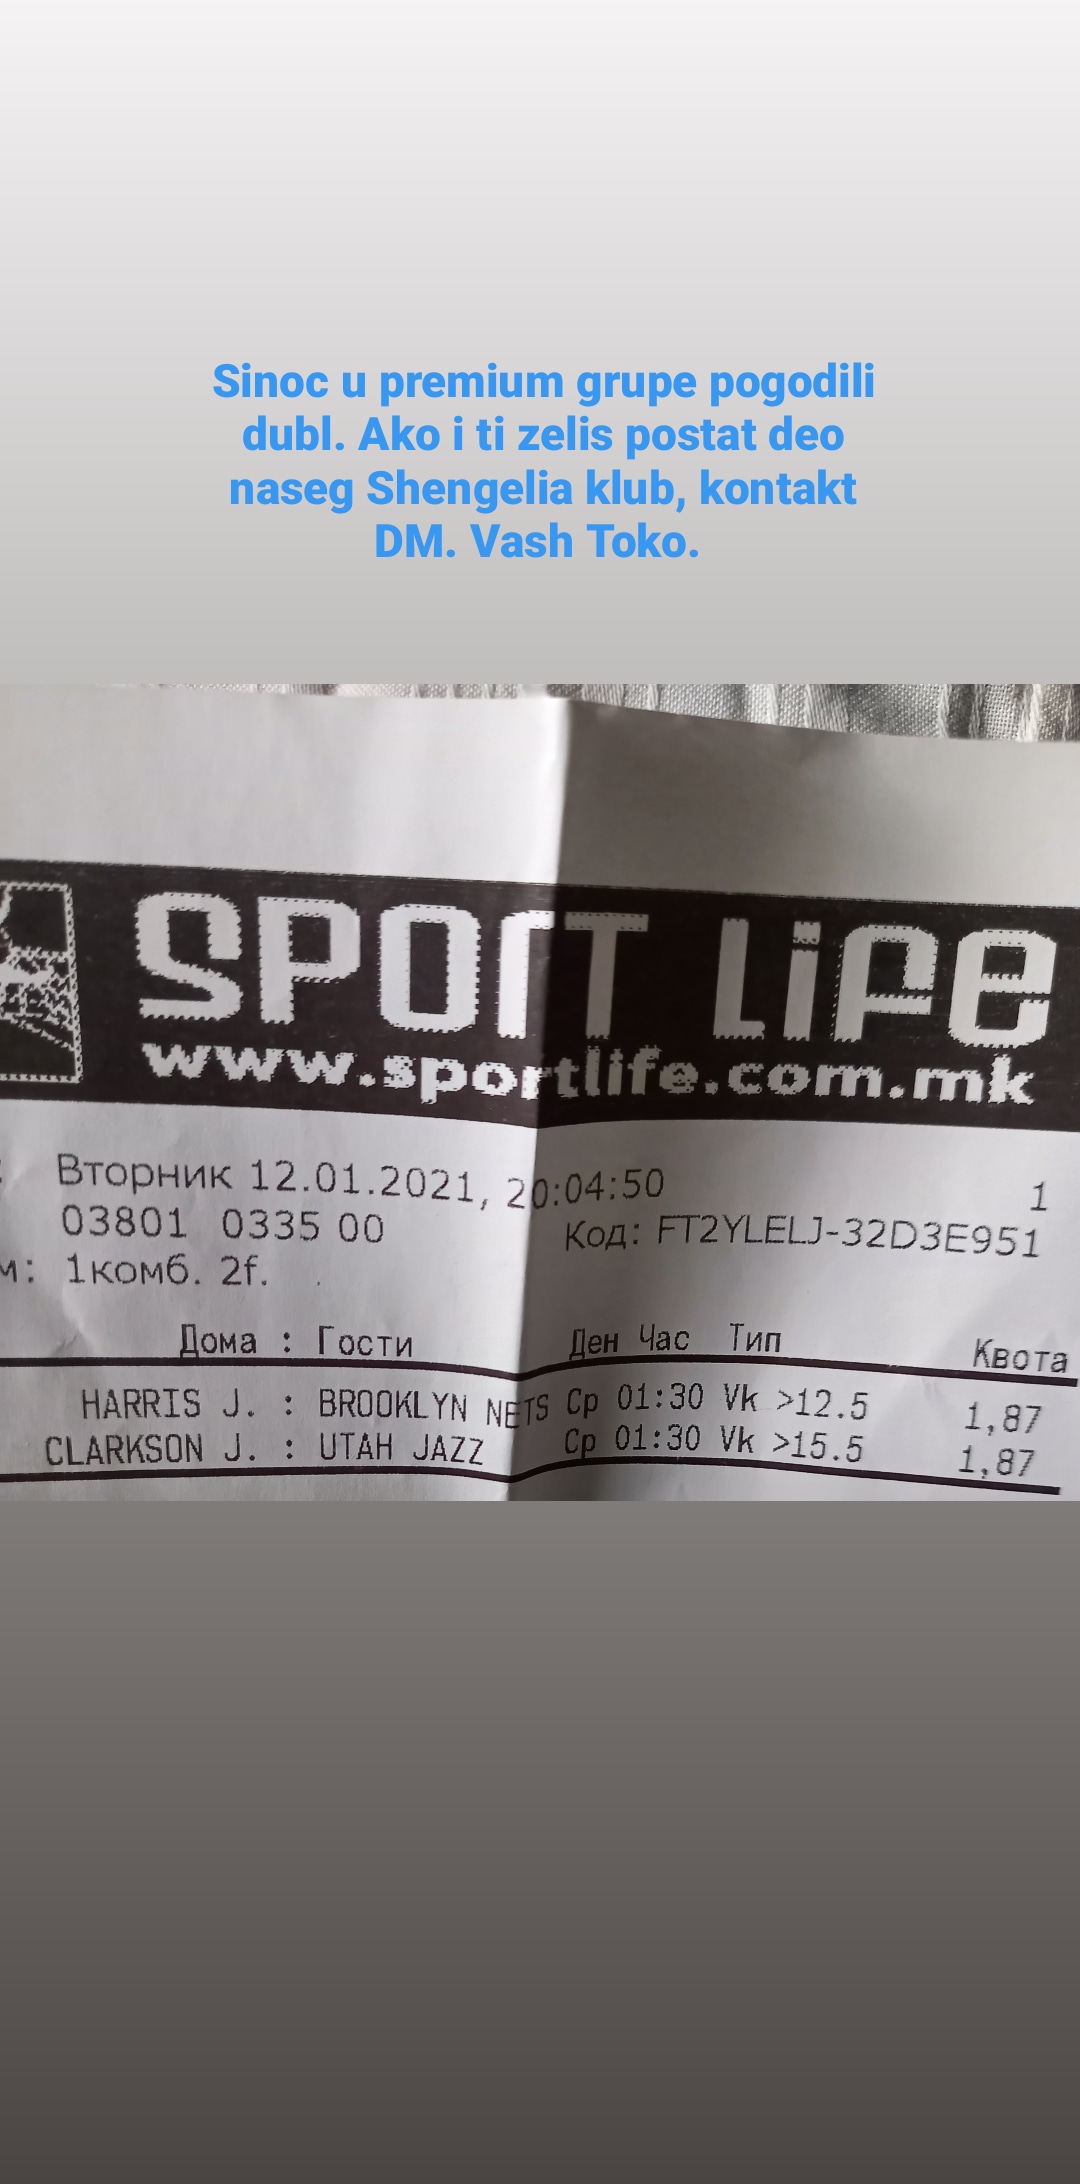 Sinoc u premium grupe pogodili
dubl. Ako i ti zelis postat deo
naseg Shengelia klub, kontakt
DM. Vash Toko.
SPORT LIFE
www.sportlife.com.mk
Вторник 12.01.2021, 20:04:50 1
03801 0335 00 Код: FT2YLELJ-32D3E951
м: 1комб. 2f.
Дома : Гости Ден Час Тип Квота
HARRIS J. : BROOKLYN NETS Ср 01:30 Vk >12.5 1,87
CLARKSON J. : UTAH JAZZ Ср 01:30 Vk >15.5 1,87